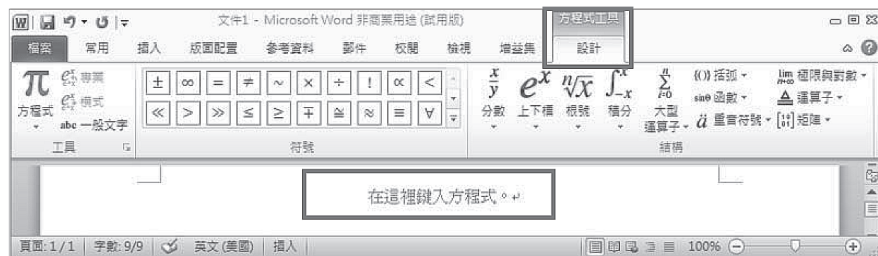 文件1 - Microsoft Word 非商業用途 (試用版) 方程式工具
檔案 常用 插入 版面配置 參考資料 郵件 校閱 檢視 增益集 設計
π 方程式 專業 線式 abc 一般文字
± ∞ = ≠ ~ × ÷ ! ∝ <
≪ > ≫ ≤ ≥ ∓ ≅ ≈ ≡ ∀
x/y 分數 eˣ 上下標 ⁿ√x 根號 ∫₋ₓˣ 積分 大型運算子 {()} 括弧 sinθ 函數 ä 重音符號 lim n→∞ 極限與對數 ≜ 運算子 [10 01] 矩陣
工具 符號 結構
在這裡鍵入方程式。
頁面: 1/1 字數: 9/9 英文 (美國) 插入 100%